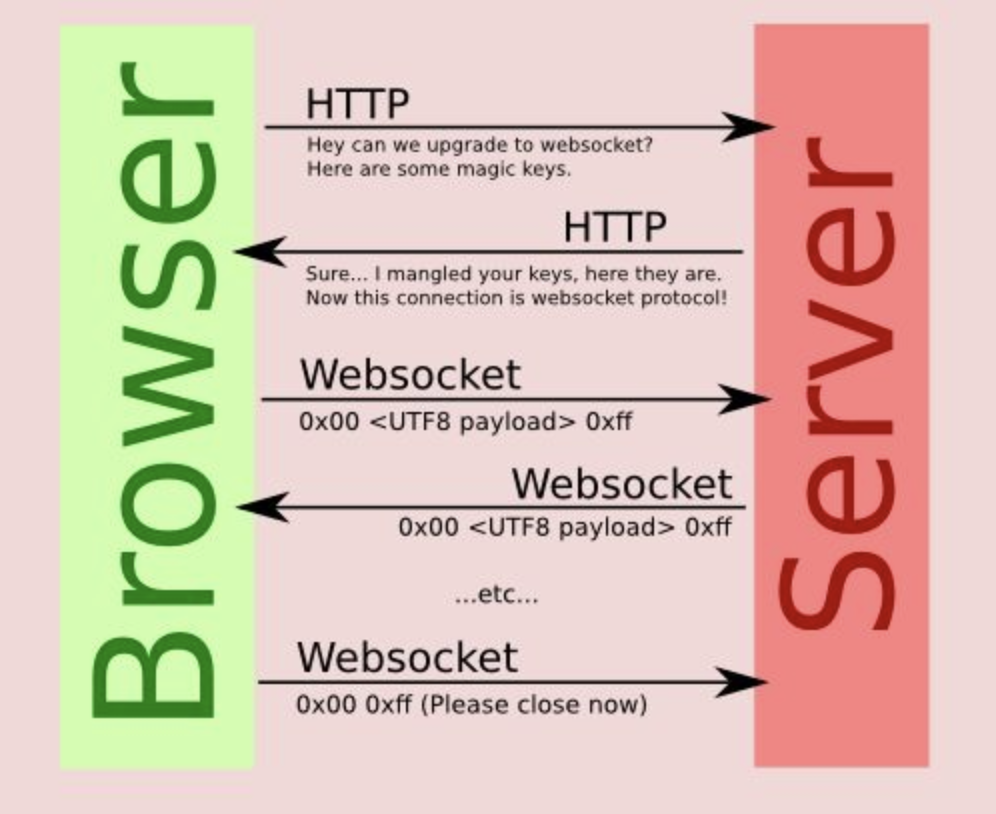 Browser
HTTP
Hey can we upgrade to websocket?
Here are some magic keys.
HTTP
Sure... I mangled your keys, here they are.
Now this connection is websocket protocol!
Websocket
0x00 <UTF8 payload> 0xff
Websocket
0x00 <UTF8 payload> 0xff
...etc...
Websocket
0x00 0xff (Please close now)
Server